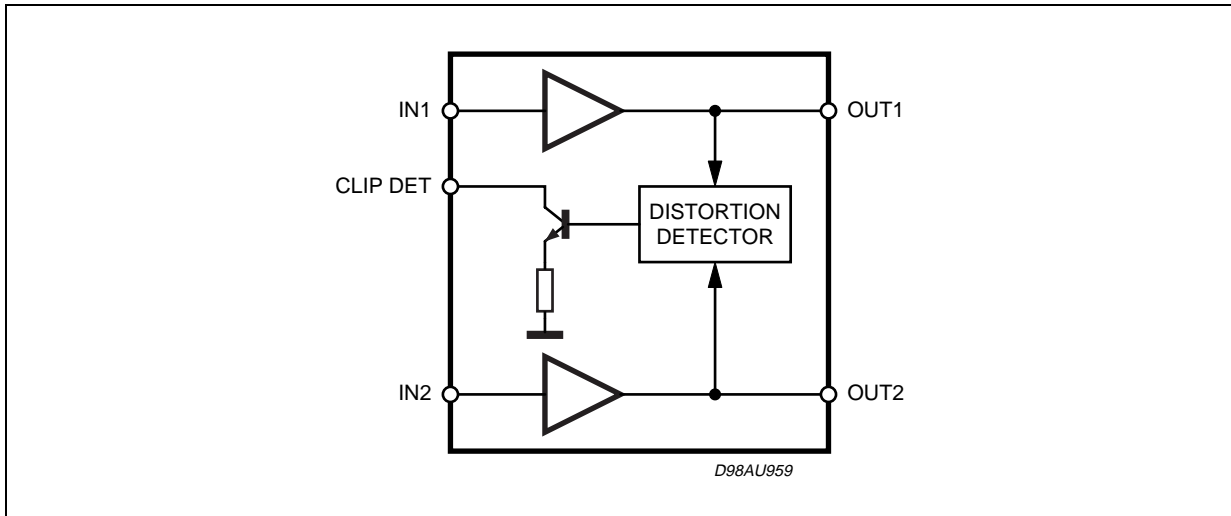 IN1
OUT1
CLIP DET
DISTORTION
DETECTOR
IN2
OUT2
D98AU959